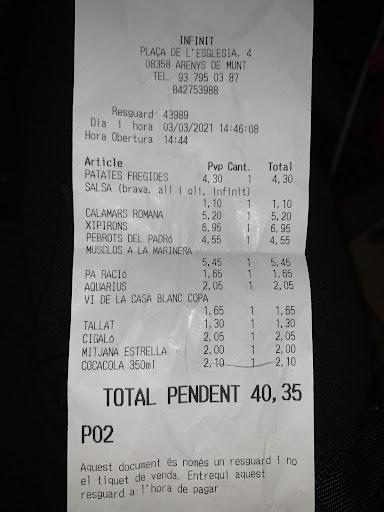 INFINIT
PLAÇA DE L'ESGLESIA, 4
08358 ARENYS DE MUNT
TEL. 93 795 03 87
B42753988
Resguard 43989
Dia i hora 03/03/2021 14:46:08
Hora Obertura 14:44
Article Pvp Cant. Total
PATATES FREGIDES 4,30 1 4,30
SALSA (brava, all i oli, infinit)
1,10 1 1,10
CALAMARS ROMANA 5,20 1 5,20
XIPIRONS 6,95 1 6,95
PEBROTS DEL PADRÓ 4,55 1 4,55
MUSCLOS A LA MARINERA
5,45 1 5,45
PA RACIÓ 1,65 1 1,65
AQUARIUS 2,05 1 2,05
VI DE LA CASA BLANC COPA
1,65 1 1,65
TALLAT 1,30 1 1,30
CIGALÓ 2,05 1 2,05
MITJANA ESTRELLA 2,00 1 2,00
COCACOLA 350ml 2,10 1 2,10
TOTAL PENDENT 40,35
P02
Aquest document és només un resguard i no
el tiquet de venda. Entregui aquest
resguard a l'hora de pagar